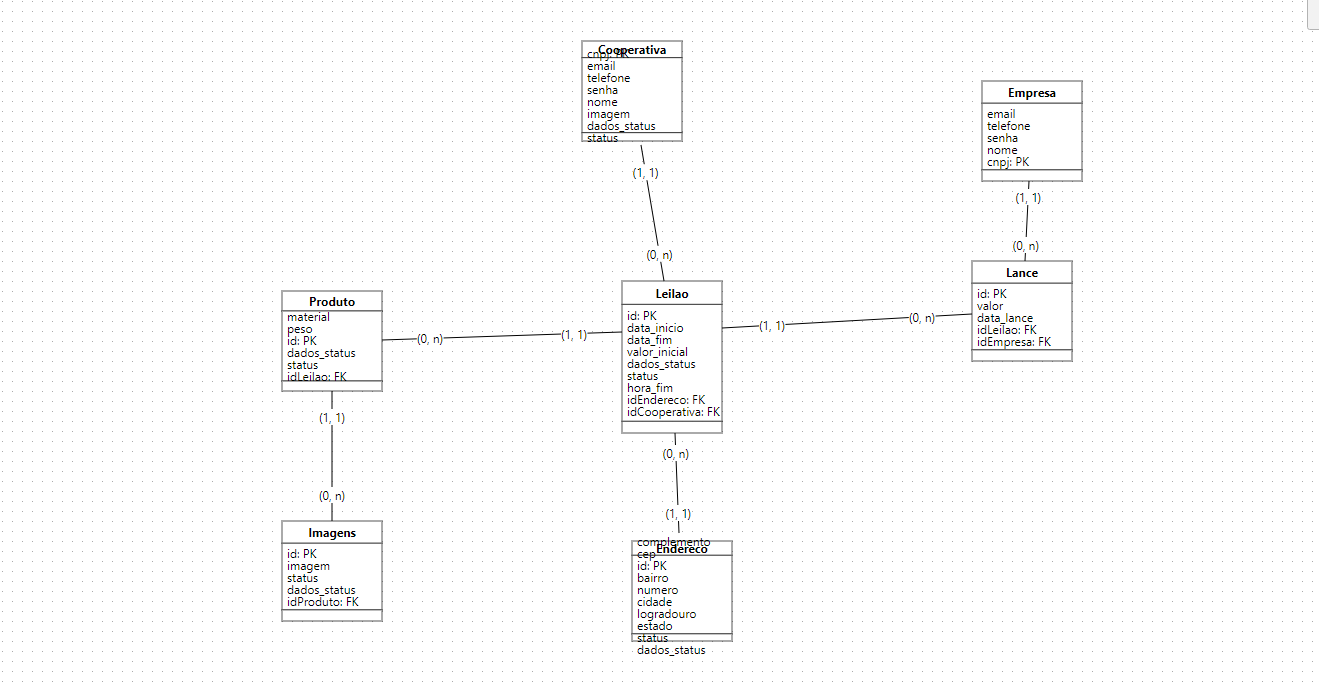 Cooperativa
cnpj: PK
email
telefone
senha
nome
imagem
dados_status
status
(1, 1)
(0, n)
Empresa
email
telefone
senha
nome
cnpj: PK
(1, 1)
(0, n)
Lance
id: PK
valor
data_lance
idLeilao: FK
idEmpresa: FK
Leilao
id: PK
data_inicio
data_fim
valor_inicial
dados_status
status
hora_fim
idEndereco: FK
idCooperativa: FK
(1, 1)
(0, n)
Produto
material
peso
id: PK
dados_status
status
idLeilao: FK
(0, n)
(1, 1)
(1, 1)
(0, n)
Imagens
id: PK
imagem
status
dados_status
idProduto: FK
(0, n)
(1, 1)
complemento
Endereco
cep
id: PK
bairro
numero
cidade
logradouro
estado
status
dados_status